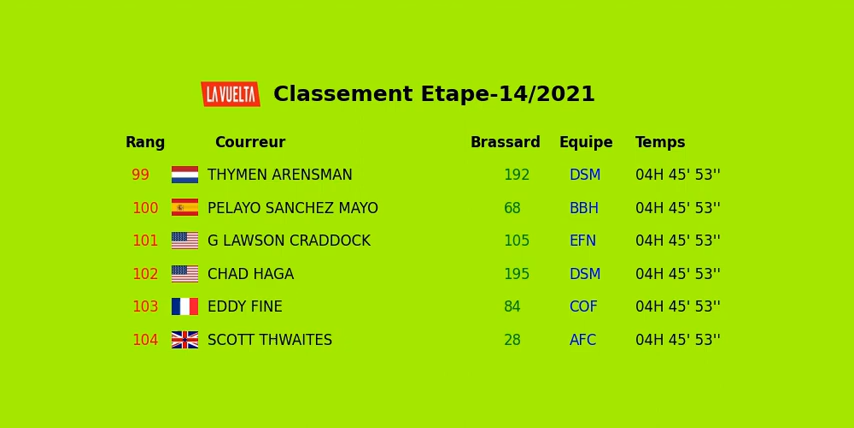 LA VUELTA Classement Etape-14/2021
Rang Courreur Brassard Equipe Temps
99 THYMEN ARENSMAN 192 DSM 04H 45' 53''
100 PELAYO SANCHEZ MAYO 68 BBH 04H 45' 53''
101 G LAWSON CRADDOCK 105 EFN 04H 45' 53''
102 CHAD HAGA 195 DSM 04H 45' 53''
103 EDDY FINE 84 COF 04H 45' 53''
104 SCOTT THWAITES 28 AFC 04H 45' 53''